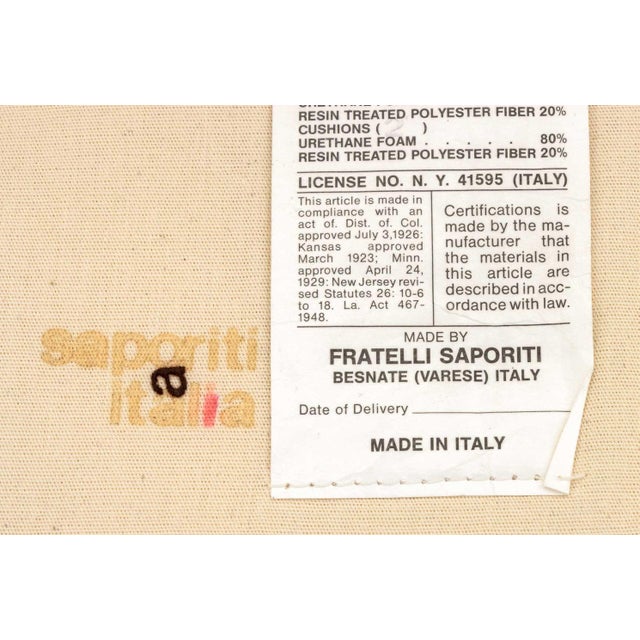 RESIN TREATED POLYESTER FIBER 20%
CUSHIONS ( )
URETHANE FOAM . . . . . 80%
RESIN TREATED POLYESTER FIBER 20%
LICENSE NO. N. Y. 41595 (ITALY)
This article is made in
compliance with an
act of. Dist. of. Col.
approved July 3,1926:
Kansas approved
March 1923; Minn.
approved April 24,
1929: New Jersey revi-
sed Statutes 26: 10-6
to 18. La. Act 467-
1948.
Certifications is
made by the ma-
nufacturer that
the materials in
this article are
described in acc-
ordance with law.
MADE BY
FRATELLI SAPORITI
BESNATE (VARESE) ITALY
Date of Delivery
MADE IN ITALY
saporiti
italia
a